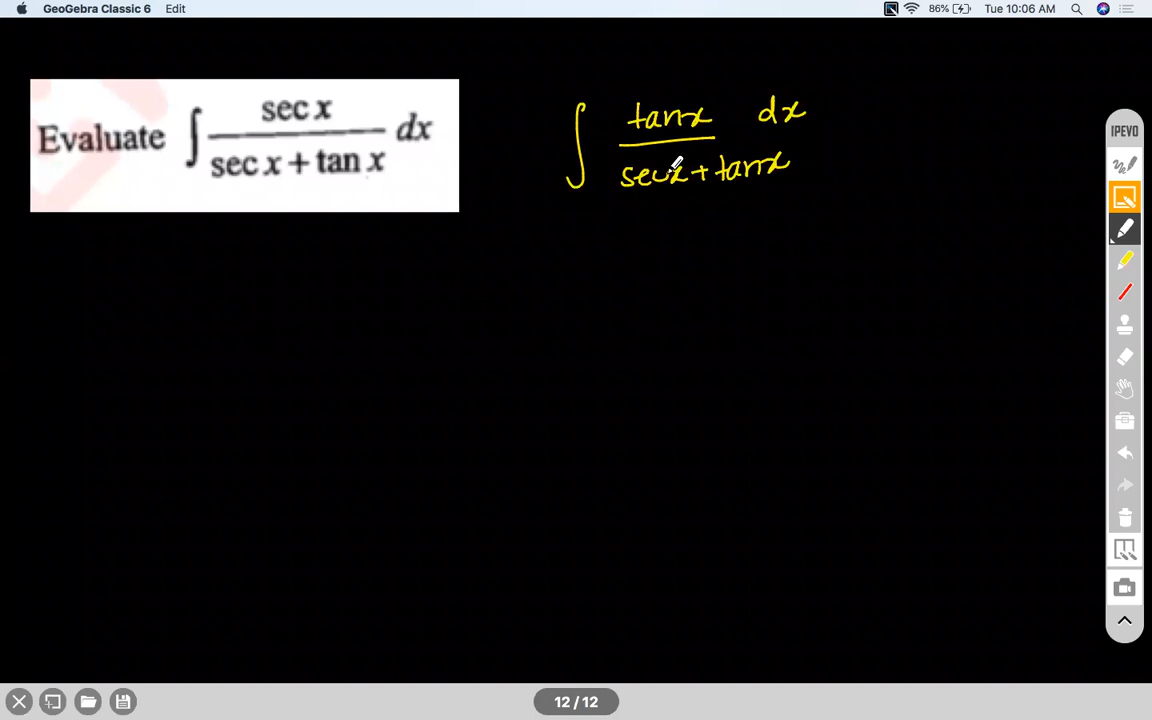 GeoGebra Classic 6 Edit 86% Tue 10:06 AM
Evaluate ∫ sec x / (sec x + tan x) dx
∫ tanx / (secx + tanx) dx
IPEVO
12 / 12